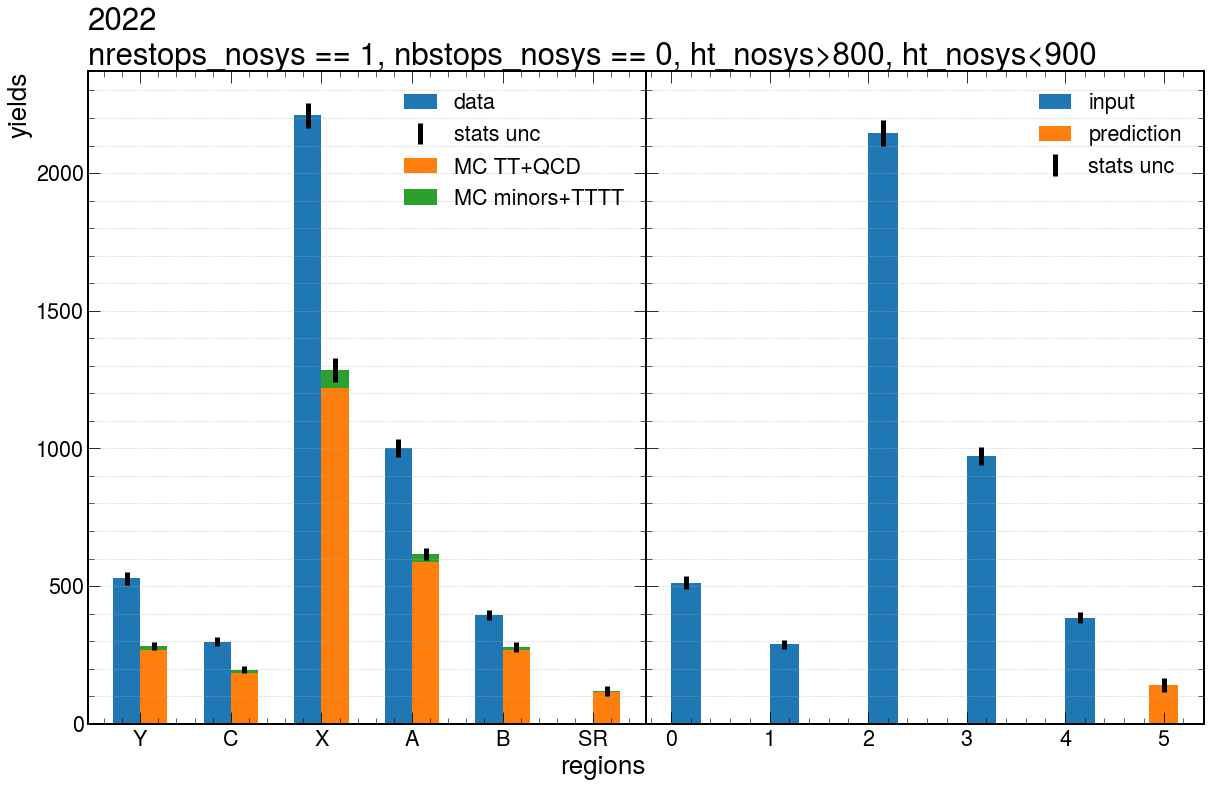 2022
nrestops_nosys == 1, nbstops_nosys == 0, ht_nosys>800, ht_nosys<900
yields
data
stats unc
MC TT+QCD
MC minors+TTTT
input
prediction
stats unc
2000
1500
1000
500
0
Y C X A B SR
0 1 2 3 4 5
regions